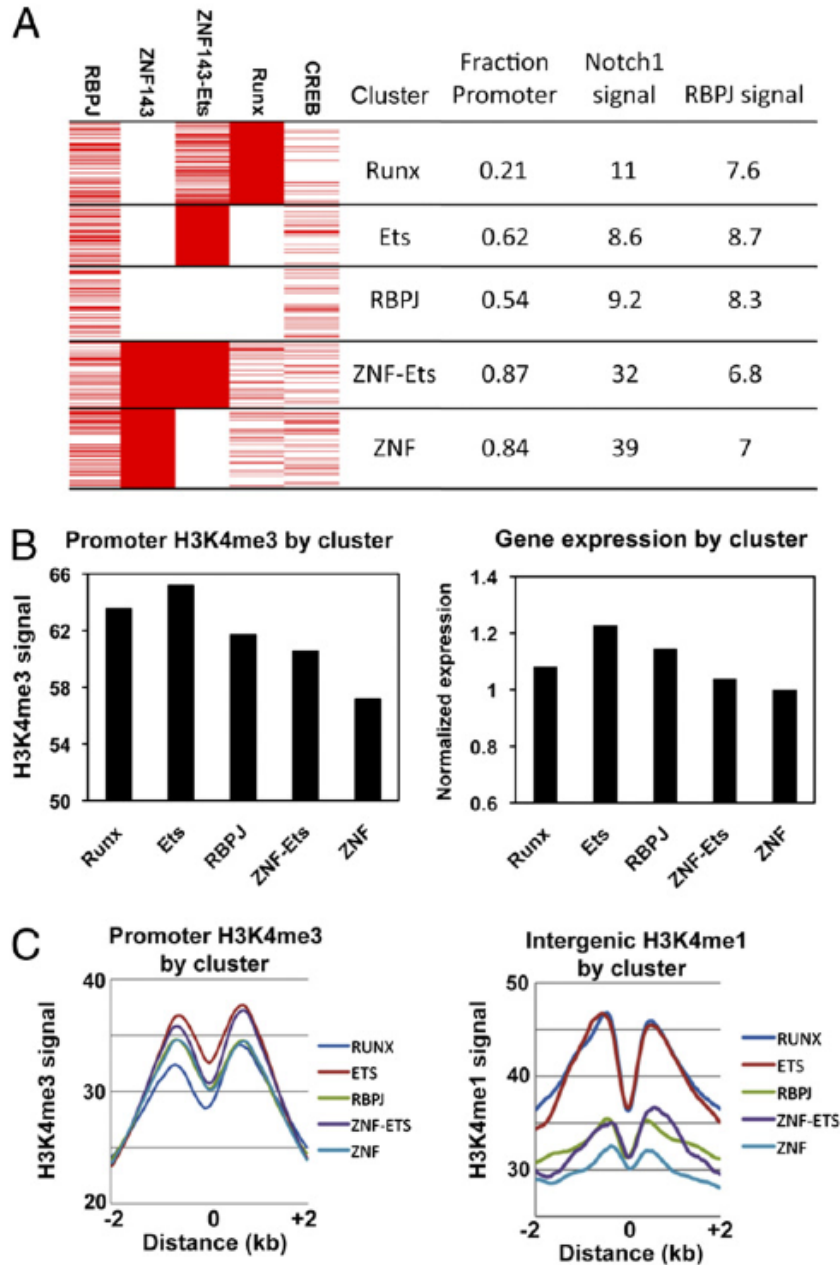 A
RBPJ
ZNF143
ZNF143-Ets
Runx
CREB
Cluster
Fraction
Promoter
Notch1
signal
RBPJ signal
Runx 0.21 11 7.6
Ets 0.62 8.6 8.7
RBPJ 0.54 9.2 8.3
ZNF-Ets 0.87 32 6.8
ZNF 0.84 39 7
B
Promoter H3K4me3 by cluster
H3K4me3 signal
66
62
58
54
50
Runx
Ets
RBPJ
ZNF-Ets
ZNF
Gene expression by cluster
Normalized expression
1.4
1.2
1
0.8
0.6
Runx
Ets
RBPJ
ZNF-Ets
ZNF
C
Promoter H3K4me3
by cluster
H3K4me3 signal
40
30
20
-2 0 +2
Distance (kb)
RUNX
ETS
RBPJ
ZNF-ETS
ZNF
Intergenic H3K4me1
by cluster
H3K4me1 signal
50
40
30
-2 0 +2
Distance (kb)
RUNX
ETS
RBPJ
ZNF-ETS
ZNF